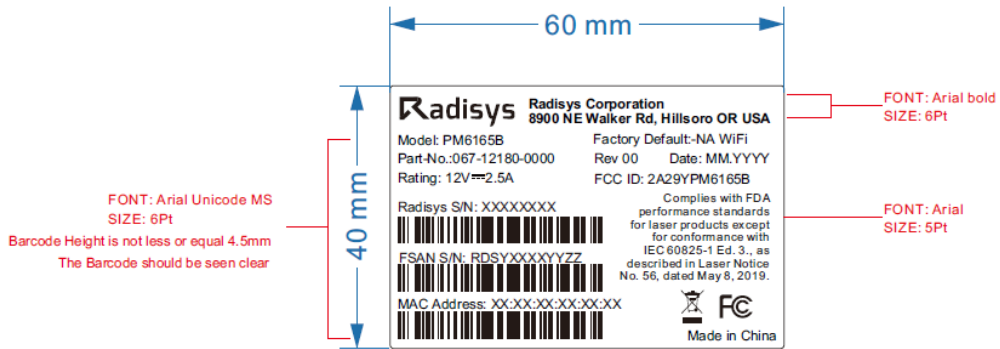 60 mm
Radisys
Radisys Corporation
8900 NE Walker Rd, Hillsoro OR USA
FONT: Arial bold
SIZE: 6Pt
Model: PM6165B
Factory Default:-NA WiFi
Part-No.:067-12180-0000
Rev 00
Date: MM.YYYY
Rating: 12V⎓2.5A
FCC ID: 2A29YPM6165B
40 mm
FONT: Arial Unicode MS
SIZE: 6Pt
Barcode Height is not less or equal 4.5mm
The Barcode should be seen clear
Radisys S/N: XXXXXXXX
FSAN S/N: RDSYXXXXYYZZ
MAC Address: XX:XX:XX:XX:XX:XX
Complies with FDA
performance standards
for laser products except
for conformance with
IEC 60825-1 Ed. 3., as
described in Laser Notice
No. 56, dated May 8, 2019.
FONT: Arial
SIZE: 5Pt
FC
Made in China